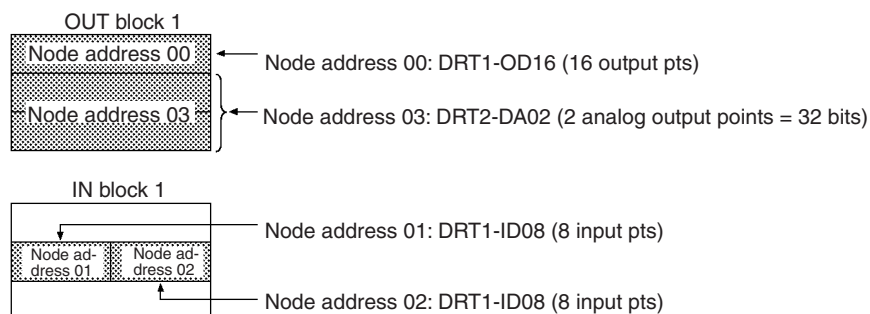 OUT block 1
Node address 00
Node address 00: DRT1-OD16 (16 output pts)
Node address 03
Node address 03: DRT2-DA02 (2 analog output points = 32 bits)
IN block 1
Node address 01: DRT1-ID08 (8 input pts)
Node ad-
dress 01
Node ad-
dress 02
Node address 02: DRT1-ID08 (8 input pts)